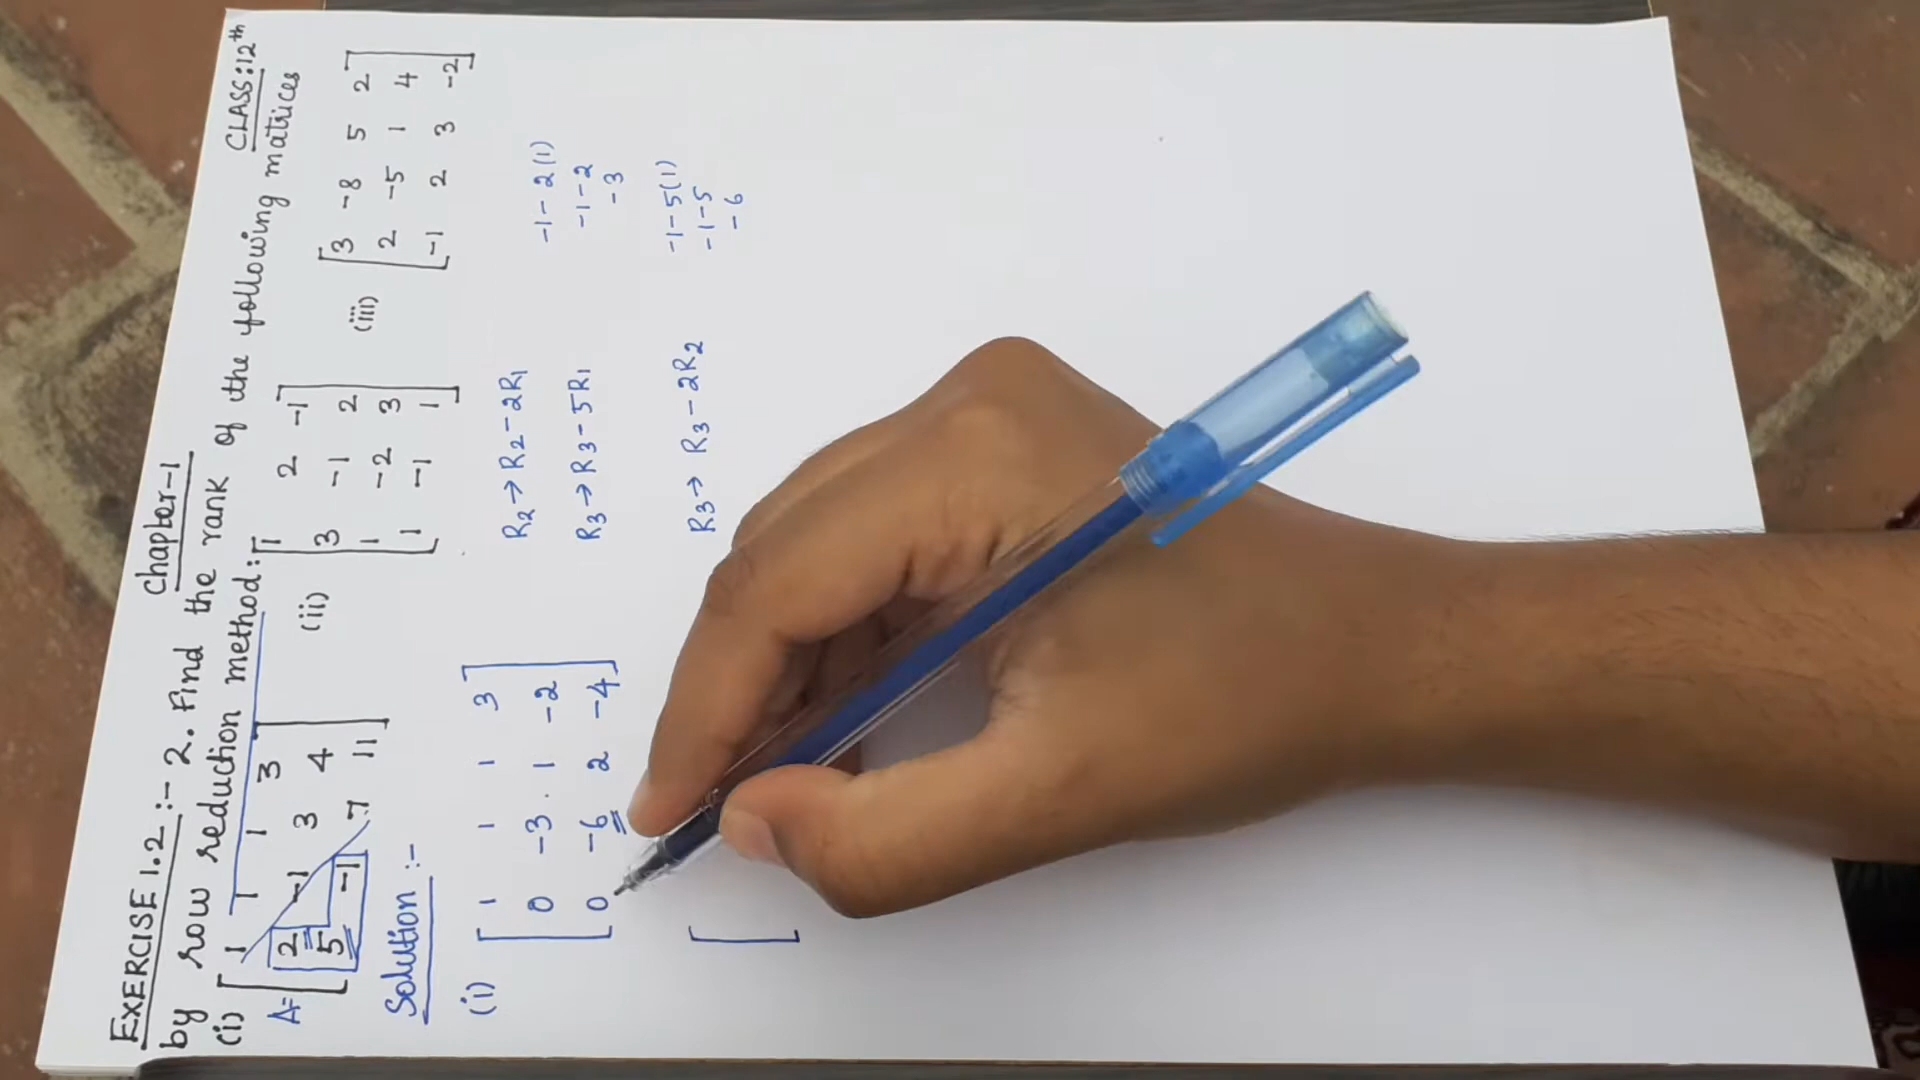 Chapter-1
CLASS:12th
EXERCISE 1.2 :- 2. Find the rank of the following matrices
by row reduction method:
(i) A= [1 1 1 3
2 -1 3 4
5 -1 7 11]
(ii) [1 2 -1
3 -1 2
1 -2 3
1 -1 1]
(iii) [3 -8 5 2
2 -5 1 4
-1 2 3 -2]
Solution :-
(i) [1 1 1 3
0 -3 1 -2
0 -6 2 -4]
R2→R2-2R1
R3→R3-5R1
-1-2(1)
-1-2
-3
-1-5(1)
-1-5
-6
[
R3→ R3-2R2